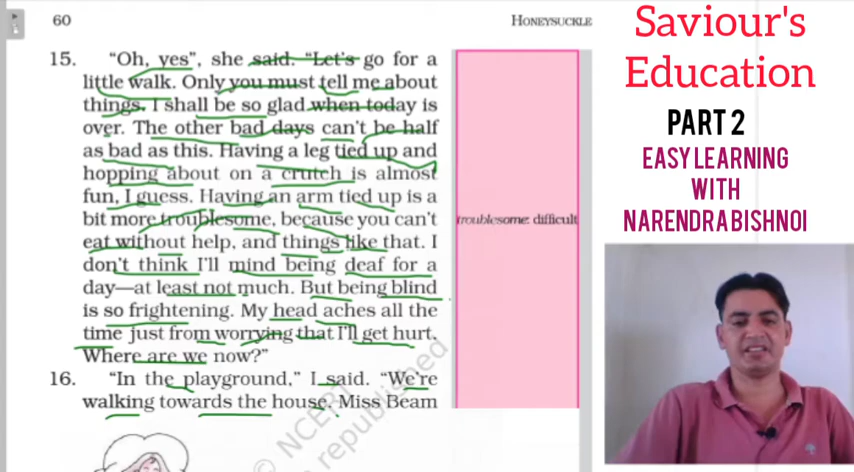 60
HONEYSUCKLE
15. "Oh, yes", she said. "Let's go for a
little walk. Only you must tell me about
things. I shall be so glad when today is
over. The other bad days can't be half
as bad as this. Having a leg tied up and
hopping about on a crutch is almost
fun, I guess. Having an arm tied up is a
bit more troublesome, because you can't
eat without help, and things like that. I
don't think I'll mind being deaf for a
day—at least not much. But being blind
is so frightening. My head aches all the
time just from worrying that I'll get hurt.
Where are we now?"
16. "In the playground," I said. "We're
walking towards the house. Miss Beam
troublesome: difficult
© NCERT
republished
Saviour's
Education
PART 2
EASY LEARNING
WITH
NARENDRA BISHNOI